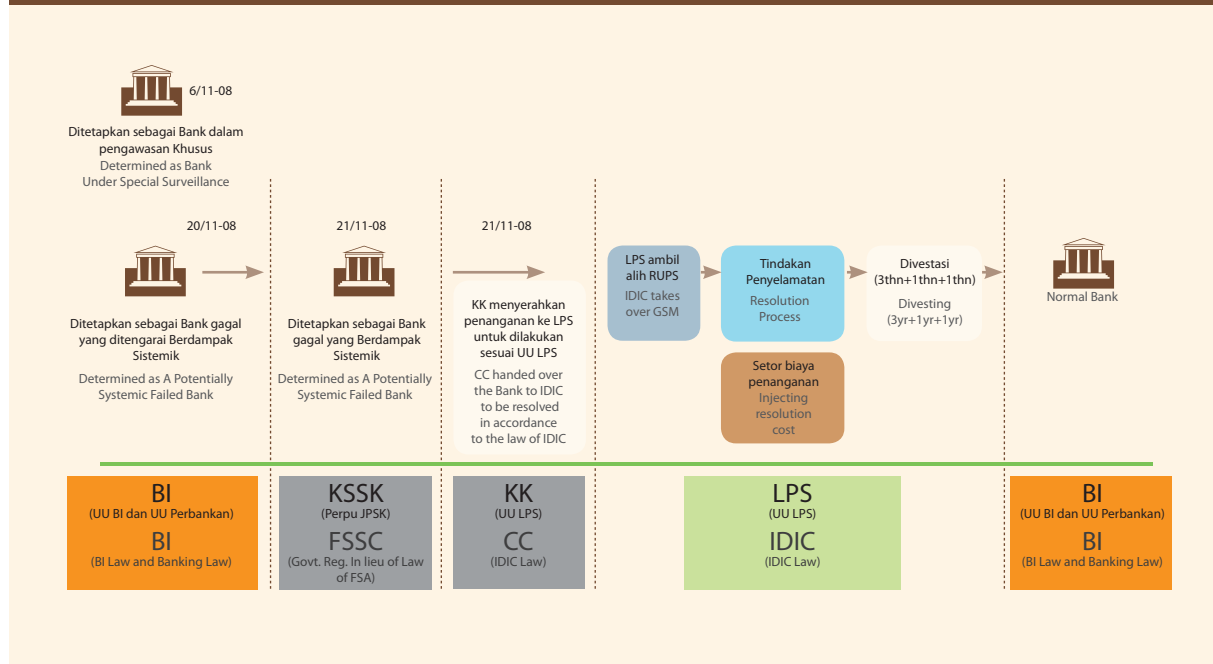 6/11-08
Ditetapkan sebagai Bank dalam
pengawasan Khusus
Determined as Bank
Under Special Surveillance
20/11-08
Ditetapkan sebagai Bank gagal
yang ditengarai Berdampak
Sistemik
Determined as A Potentially
Systemic Failed Bank
21/11-08
Ditetapkan sebagai Bank
gagal yang Berdampak
Sistemik
Determined as A Potentially
Systemic Failed Bank
21/11-08
KK menyerahkan
penanganan ke LPS
untuk dilakukan
sesuai UU LPS
CC handed over
the Bank to IDIC
to be resolved
in accordance
to the law of IDIC
LPS ambil
alih RUPS
IDIC takes
over GSM
Tindakan
Penyelamatan
Resolution
Process
Setor biaya
penanganan
Injecting
resolution
cost
Divestasi
(3thn+1thn+1thn)
Divesting
(3yr+1yr+1yr)
Normal Bank
BI
(UU BI dan UU Perbankan)
BI
(BI Law and Banking Law)
KSSK
(Perpu JPSK)
FSSC
(Govt. Reg. In lieu of Law
of FSA)
KK
(UU LPS)
CC
(IDIC Law)
LPS
(UU LPS)
IDIC
(IDIC Law)
BI
(UU BI dan UU Perbankan)
BI
(BI Law and Banking Law)